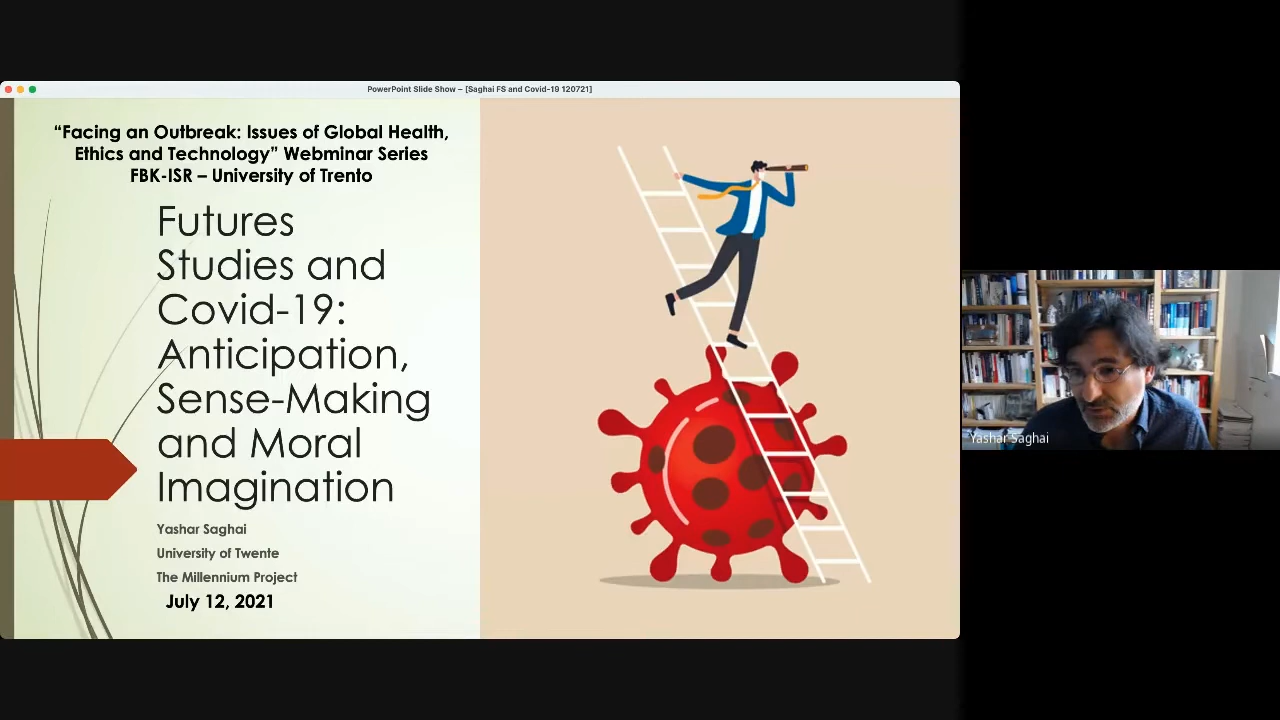 PowerPoint Slide Show – [Saghai FS and Covid-19 120721]
“Facing an Outbreak: Issues of Global Health,
Ethics and Technology” Webminar Series
FBK-ISR – University of Trento
Futures
Studies and
Covid-19:
Anticipation,
Sense-Making
and Moral
Imagination
Yashar Saghai
University of Twente
The Millennium Project
July 12, 2021
Yashar Saghai